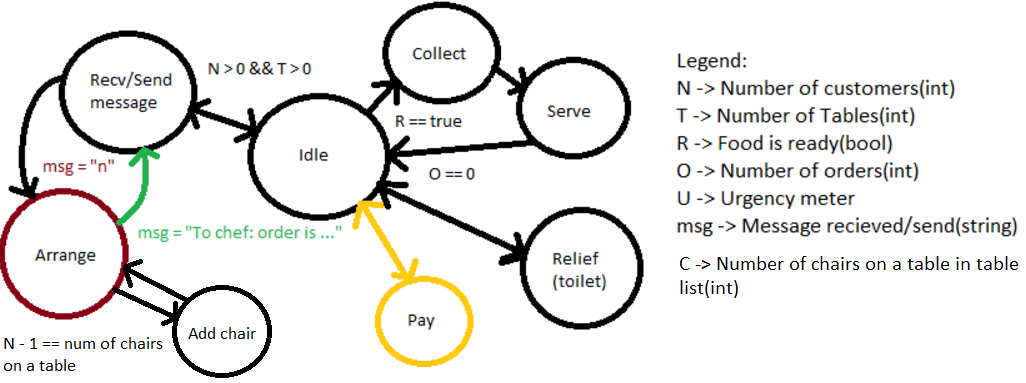 Recv/Send
message
N > 0 && T > 0
Collect
Serve
R == true
Idle
O == 0
msg = "n"
msg = "To chef: order is ..."
Arrange
Relief
(toilet)
Pay
Add chair
N - 1 == num of chairs
on a table
Legend:
N -> Number of customers(int)
T -> Number of Tables(int)
R -> Food is ready(bool)
O -> Number of orders(int)
U -> Urgency meter
msg -> Message recieved/send(string)
C -> Number of chairs on a table in table
list(int)